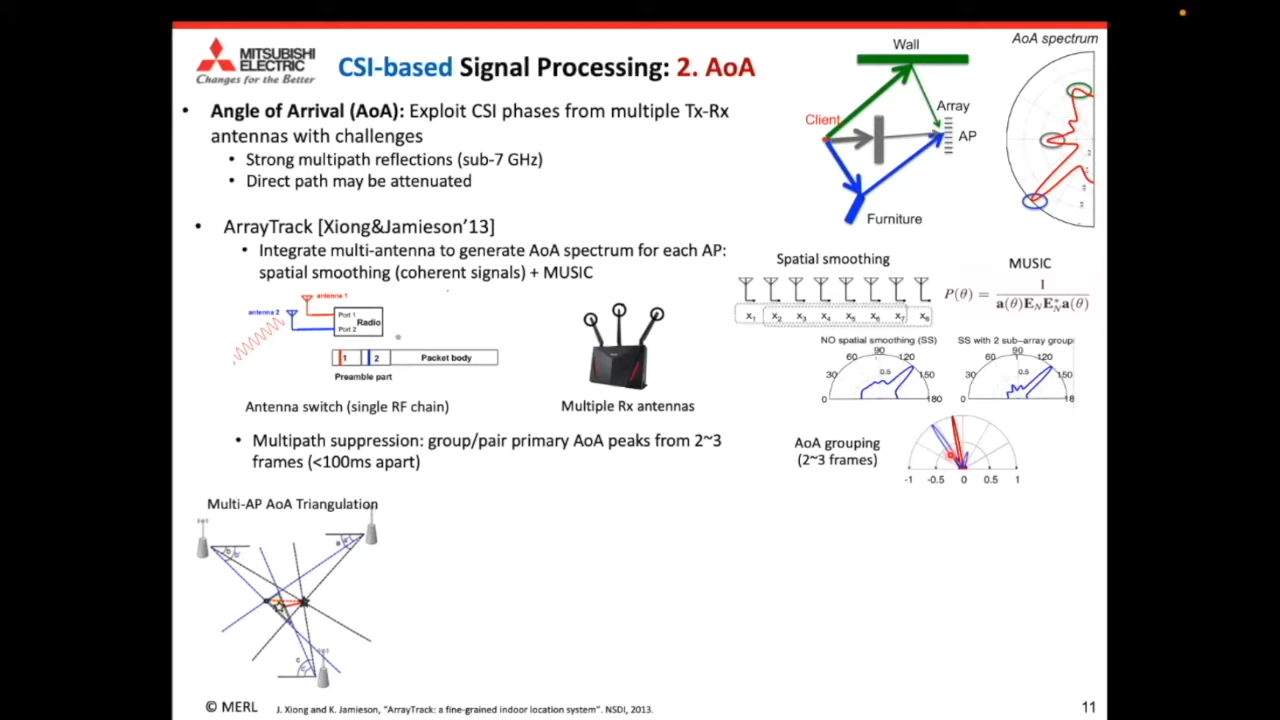 MITSUBISHI
ELECTRIC
Changes for the Better
CSI-based Signal Processing: 2. AoA
• Angle of Arrival (AoA): Exploit CSI phases from multiple Tx-Rx
antennas with challenges
• Strong multipath reflections (sub-7 GHz)
• Direct path may be attenuated
Wall
Client
Array
AP
Furniture
AoA spectrum
• ArrayTrack [Xiong&Jamieson'13]
• Integrate multi-antenna to generate AoA spectrum for each AP:
spatial smoothing (coherent signals) + MUSIC
antenna 1
antenna 2
Port 1
Port 2
Radio
1 2 Packet body
Preamble part
Antenna switch (single RF chain)
Multiple Rx antennas
Spatial smoothing
x₁ x₂ x₃ x₄ x₅ x₆ x₇ x₈
MUSIC
P(θ) = 1 / a(θ)E_N E*_N a(θ)
NO spatial smoothing (SS)
90
60 120
30 0.5 150
0 180
SS with 2 sub-array group
90
60 120
30 0.5 150
0 18
• Multipath suppression: group/pair primary AoA peaks from 2~3
frames (<100ms apart)
AoA grouping
(2~3 frames)
-1 -0.5 0 0.5 1
Multi-AP AoA Triangulation
© MERL
J. Xiong and K. Jamieson, "ArrayTrack: a fine-grained indoor location system". NSDI, 2013.
11